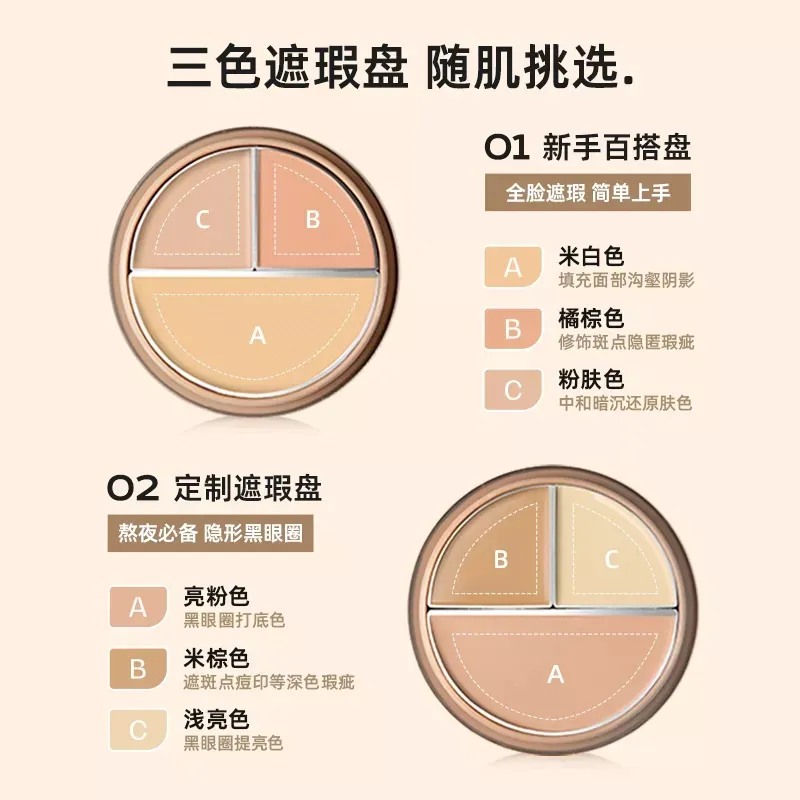 三色遮瑕盘 随肌挑选.
01 新手百搭盘
全脸遮瑕 简单上手
C
B
A
A 米白色
填充面部沟壑阴影
B 橘棕色
修饰斑点隐匿瑕疵
C 粉肤色
中和暗沉还原肤色
02 定制遮瑕盘
熬夜必备 隐形黑眼圈
A 亮粉色
黑眼圈打底色
B 米棕色
遮斑点痘印等深色瑕疵
C 浅亮色
黑眼圈提亮色
B
C
A